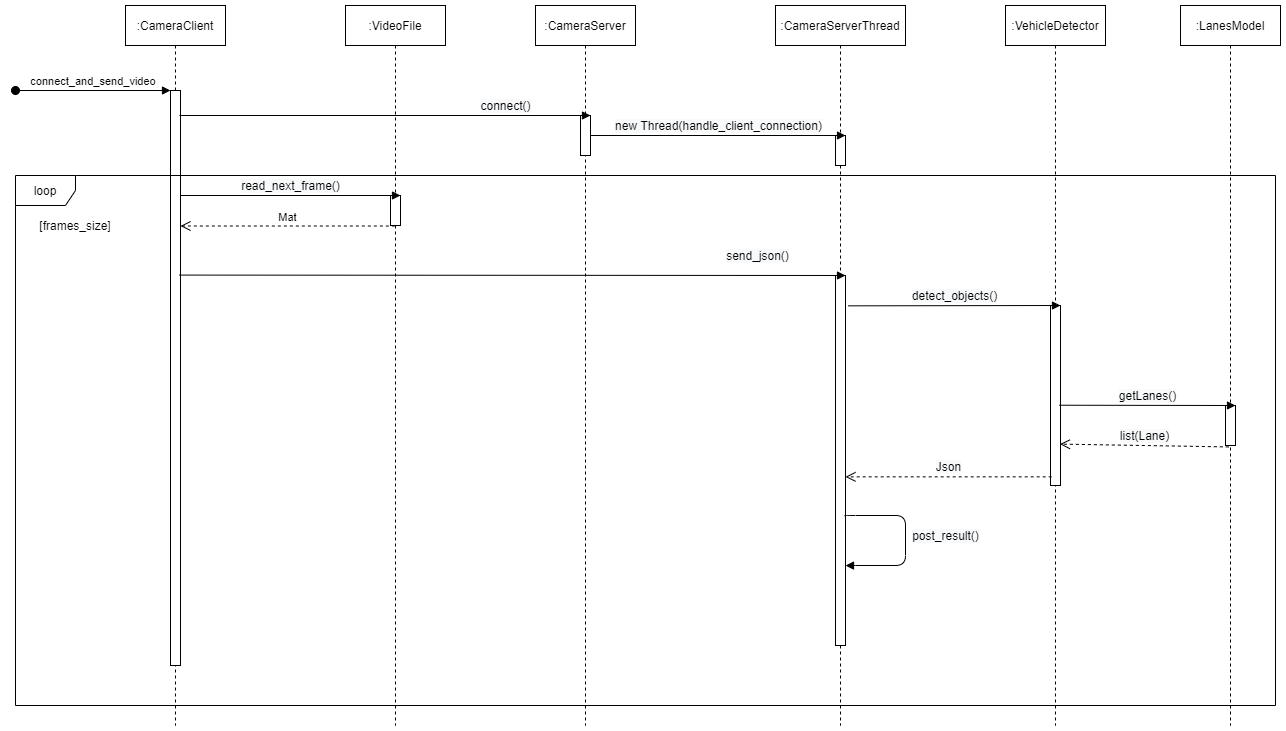 :CameraClient
:VideoFile
:CameraServer
:CameraServerThread
:VehicleDetector
:LanesModel
connect_and_send_video
connect()
new Thread(handle_client_connection)
loop
read_next_frame()
[frames_size]
Mat
send_json()
detect_objects()
getLanes()
list(Lane)
Json
post_result()